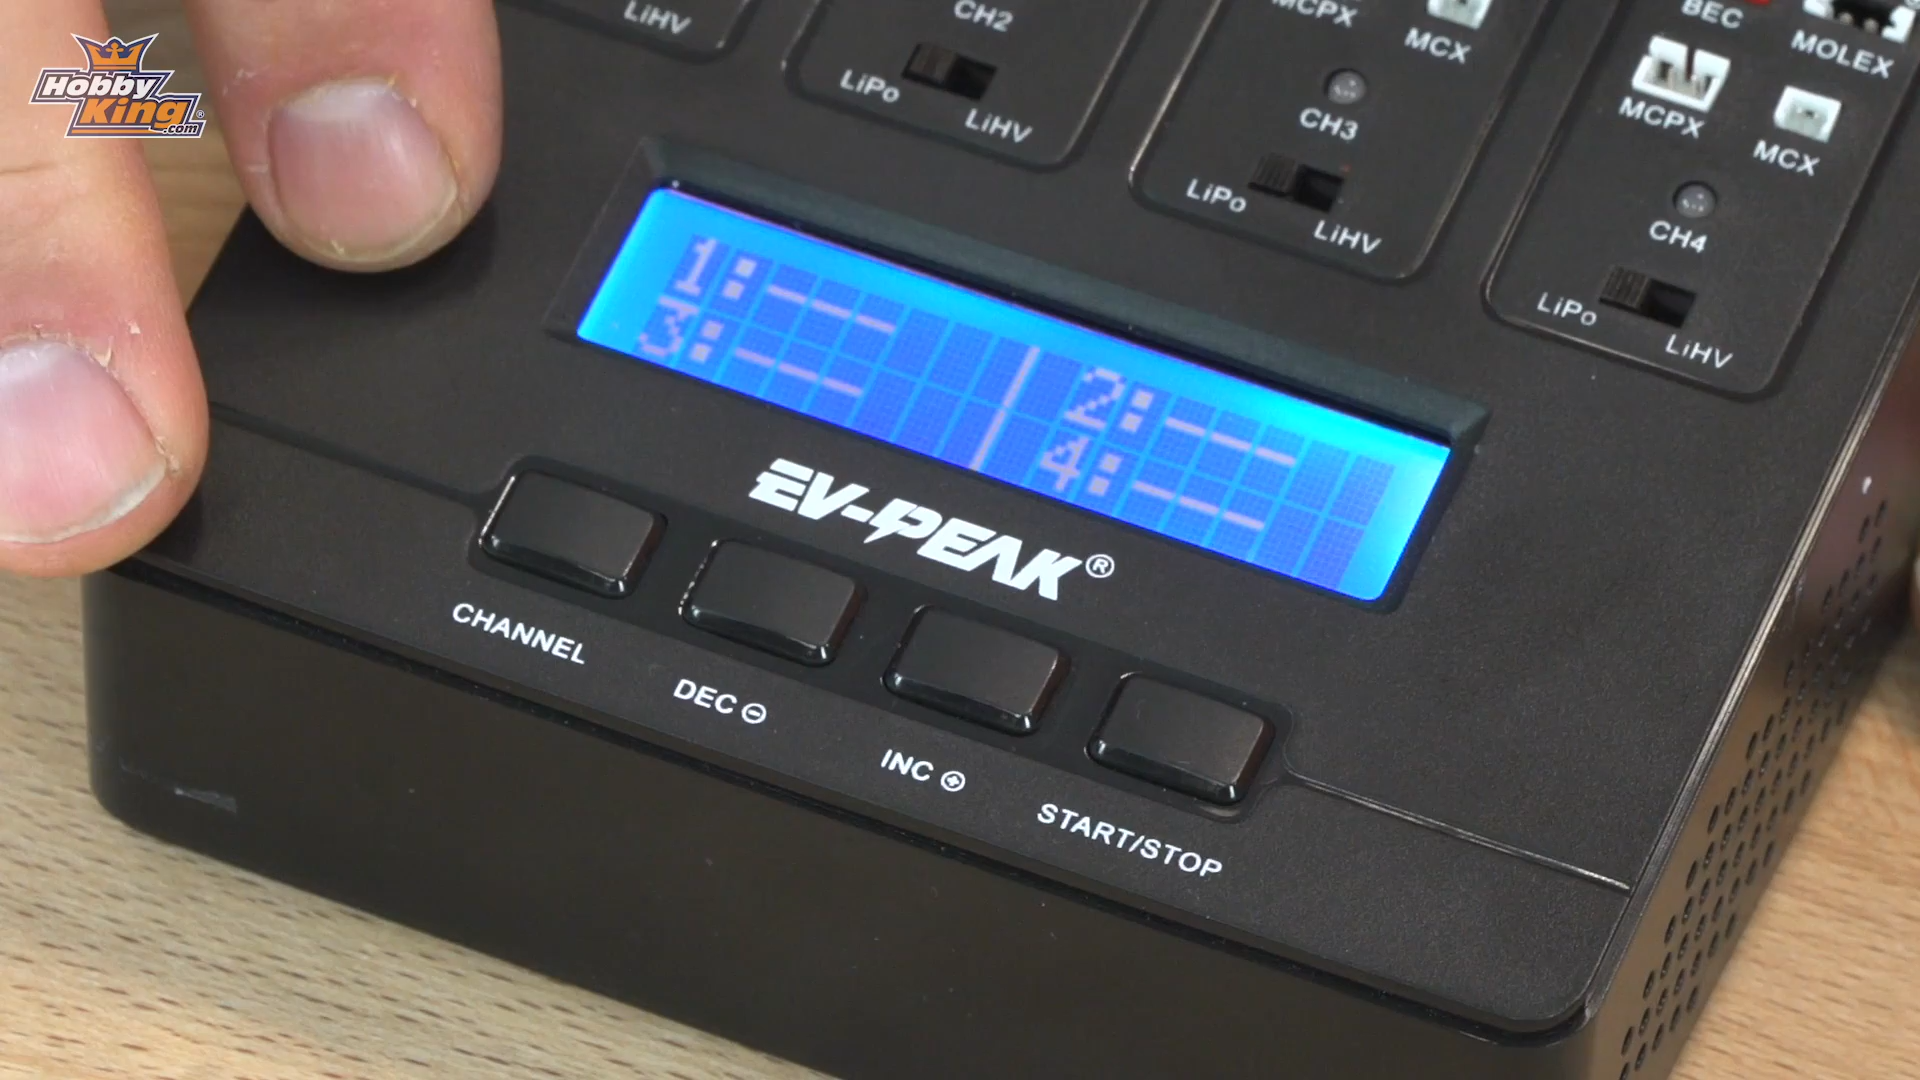 Hobby
King
.com
LiHV
CH2
LiPo
LiHV
MCPX
MCX
CH3
LiPo
LiHV
BEC
MOLEX
MCPX
MCX
CH4
LiPo
LiHV
1:--- | 2:---
3:--- | 4:---
EV-PEAK®
CHANNEL
DEC ⊖
INC ⊕
START/STOP